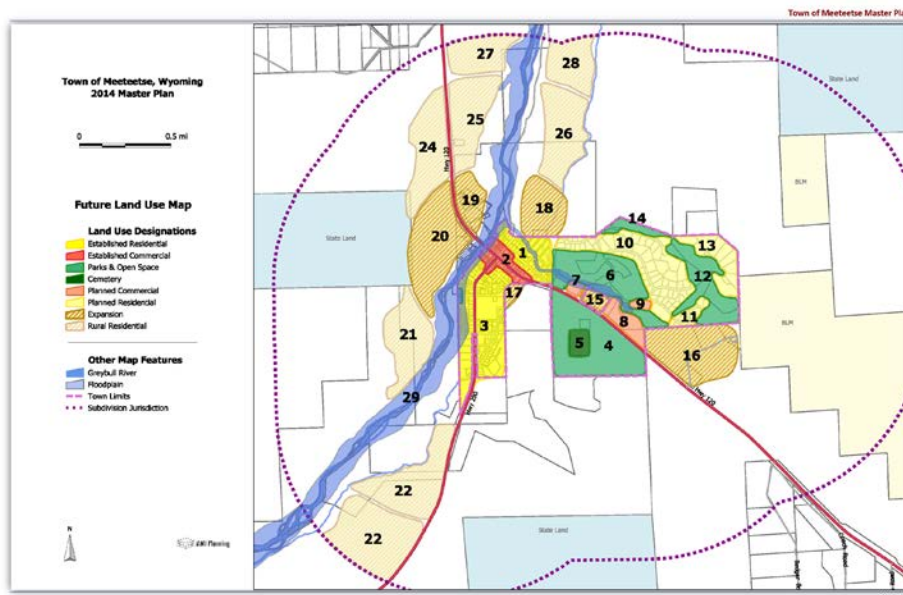 Town of Meeteetse Master Pla
Town of Meeteetse, Wyoming
2014 Master Plan
0
0.5 mi
Future Land Use Map
Land Use Designations
Established Residential
Established Commercial
Parks & Open Space
Cemetery
Planned Commercial
Planned Residential
Expansion
Rural Residential
Other Map Features
Greybull River
Floodplain
Town Limits
Subdivision Jurisdiction
N
Planning
27
28
State Land
25
24
26
Hwy 120
BLM
19
18
14
20
State Land
1
10
13
2
6
12
7
17
15
9
11
3
8
21
5
4
16
BLM
29
Hwy 290
Hwy 120
22
22
State Land